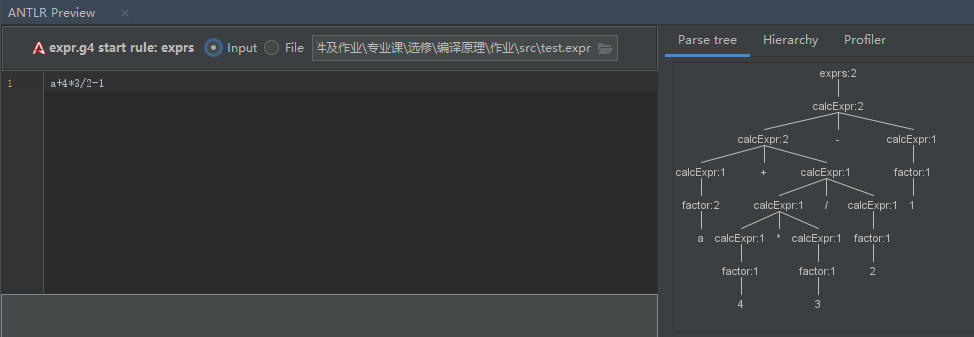 ANTLR Preview
expr.g4 start rule: exprs Input File 件及作业\专业课\选修\编译原理\作业\src\test.expr
1 a+4*3/2-1
Parse tree Hierarchy Profiler
exprs:2
calcExpr:2
calcExpr:2 - calcExpr:1
calcExpr:1 + calcExpr:1 factor:1
factor:2 calcExpr:1 / calcExpr:1 1
a calcExpr:1 * calcExpr:1 factor:1
factor:1 factor:1 2
4 3